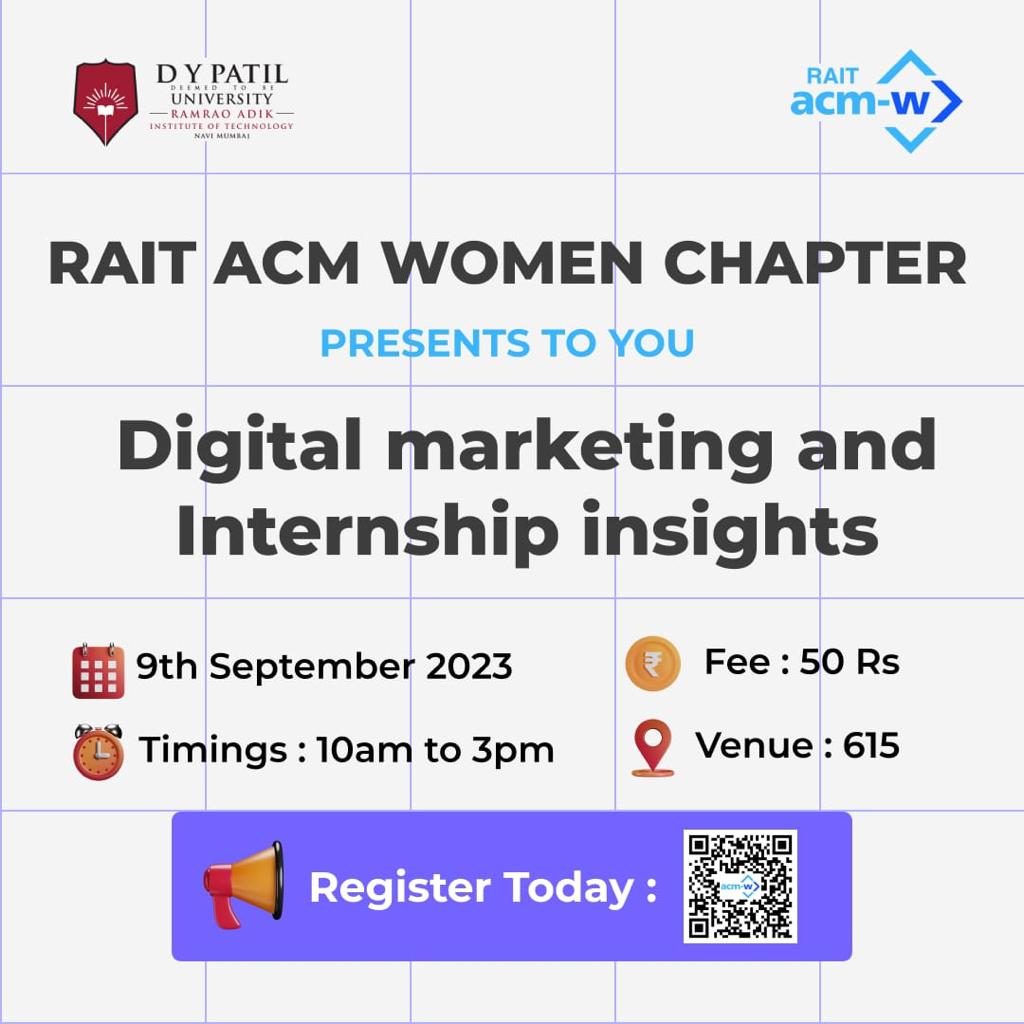 D Y PATIL
DEEMED TO BE
UNIVERSITY
RAMRAO ADIK
INSTITUTE OF TECHNOLOGY
NAVI MUMBAI
RAIT
acm-w
RAIT ACM WOMEN CHAPTER
PRESENTS TO YOU
Digital marketing and
Internship insights
9th September 2023
Fee : 50 Rs
Timings : 10am to 3pm
Venue : 615
Register Today :
acm-w